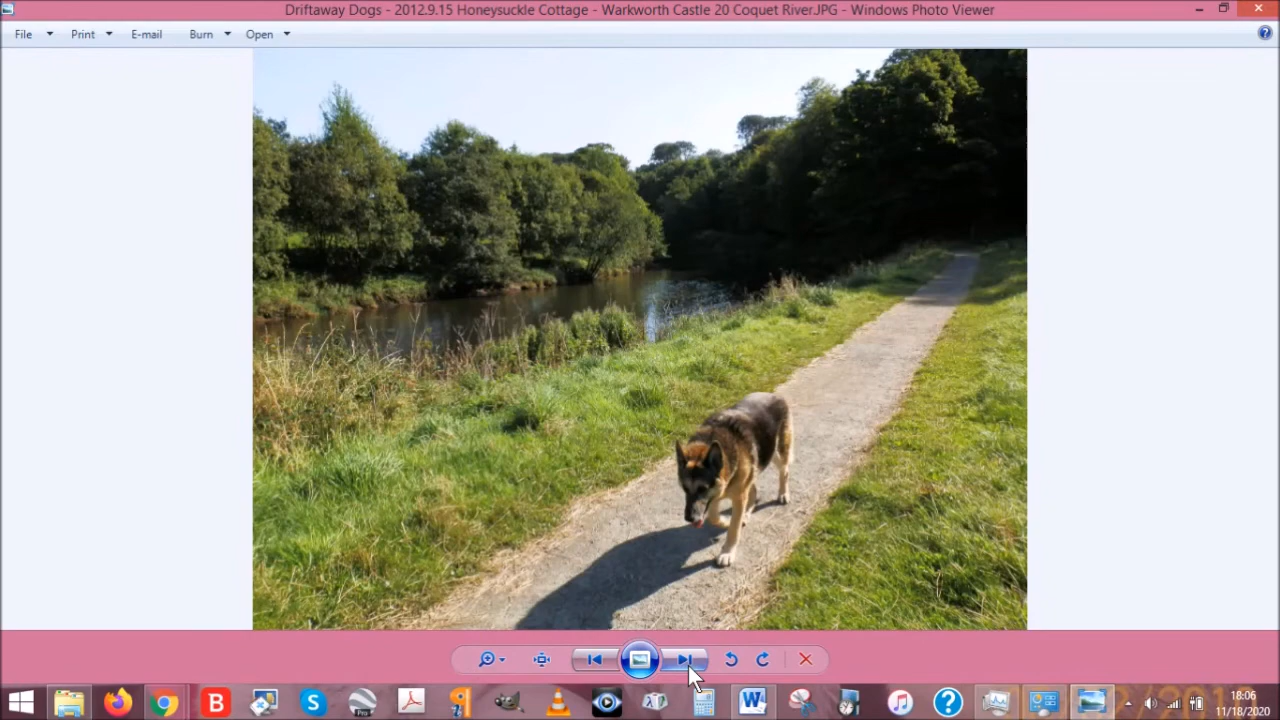 Driftaway Dogs - 2012.9.15 Honeysuckle Cottage - Warkworth Castle 20 Coquet River.JPG - Windows Photo Viewer
File Print E-mail Burn Open
18:06
11/18/2020